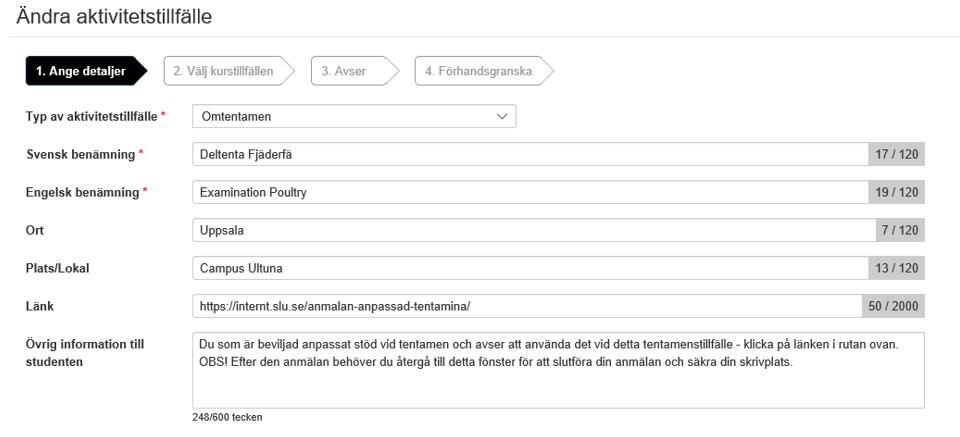 Ändra aktivitetstillfälle
1. Ange detaljer 2. Välj kurstillfällen 3. Avser 4. Förhandsgranska
Typ av aktivitetstillfälle * Omtentamen
Svensk benämning * Deltenta Fjäderfä 17 / 120
Engelsk benämning * Examination Poultry 19 / 120
Ort Uppsala 7 / 120
Plats/Lokal Campus Ultuna 13 / 120
Länk https://internt.slu.se/anmalan-anpassad-tentamina/ 50 / 2000
Övrig information till studenten
Du som är beviljad anpassat stöd vid tentamen och avser att använda det vid detta tentamenstillfälle - klicka på länken i rutan ovan.
OBS! Efter den anmälan behöver du återgå till detta fönster för att slutföra din anmälan och säkra din skrivplats.
248/600 tecken